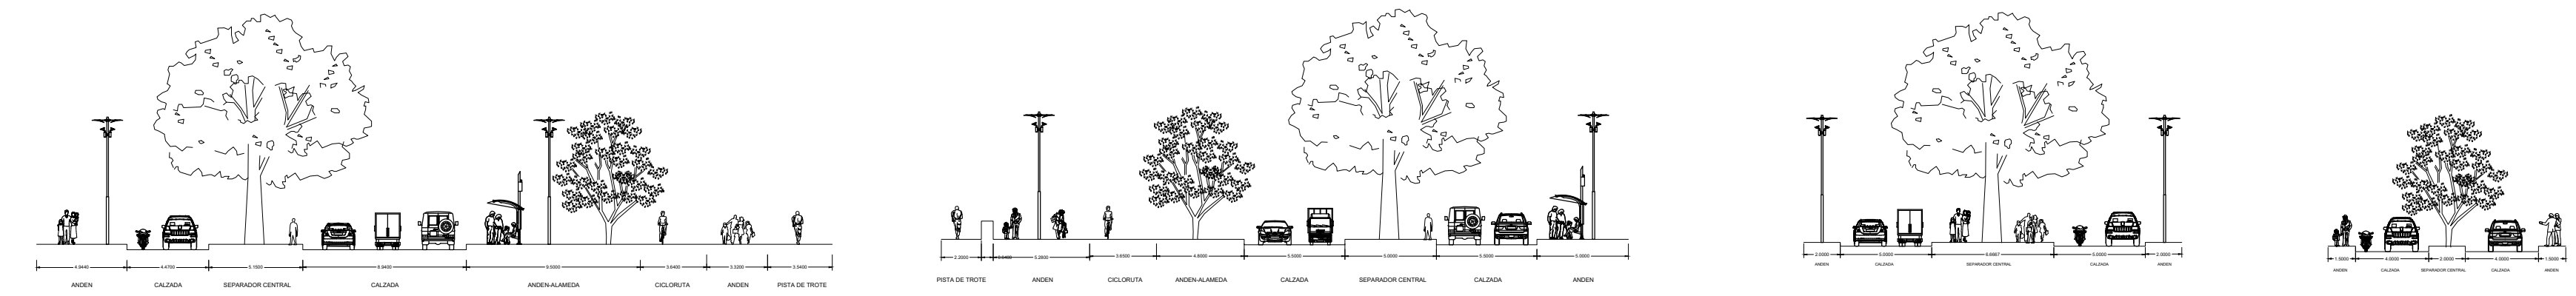 4.9440 4.4700 5.1500 8.9400 9.5000 3.6400 3.3200 3.5400
ANDEN CALZADA SEPARADOR CENTRAL CALZADA ANDEN-ALAMEDA CICLORUTA ANDEN PISTA DE TROTE
2.2000 5.2800 3.6500 4.8000 5.5000 5.0000 5.5000 5.0000
PISTA DE TROTE ANDEN CICLORUTA ANDEN-ALAMEDA CALZADA SEPARADOR CENTRAL CALZADA ANDEN
2.0000 5.0000 6.6667 5.0000 2.0000
ANDEN CALZADA SEPARADOR CENTRAL CALZADA ANDEN
1.5000 4.0000 2.0000 4.0000 1.5000
ANDEN CALZADA SEPARADOR CENTRAL CALZADA ANDEN